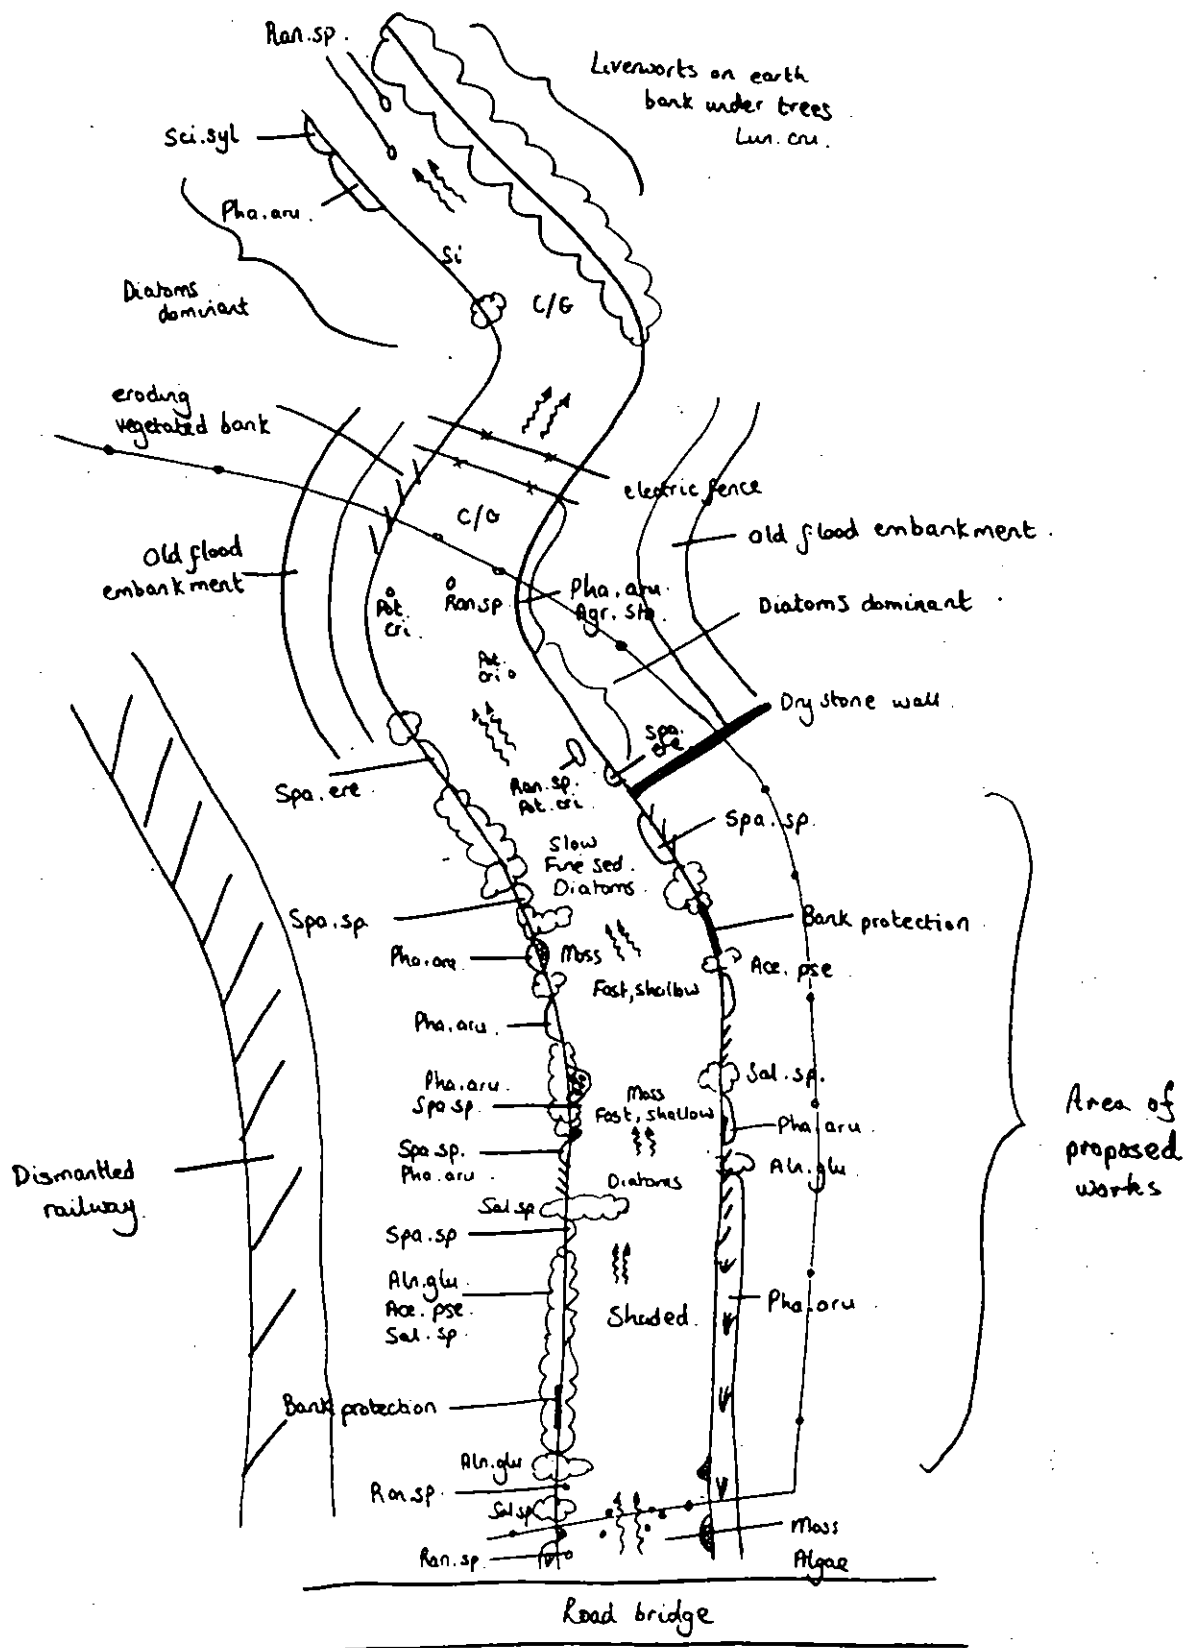 Ran.sp.
Liverworts on earth
bank under trees
Lun. cru.
Sci.syl
Pha.aru.
Si
Diatoms
dominant
C/G
eroding
vegetated bank
electric fence
C/G
Old flood embankment.
Old flood
embankment
Pot.
cri.
Ran.sp.
Pha.aru.
Agr.sto.
Diatoms dominant.
Pot.
cri
Dry stone wall.
Spa.
ere
Spa.ere
Ran.sp.
Pot.cri.
Spa.sp.
Slow
Fine sed.
Diatoms
Spa.sp.
Bank protection
Pha.are
Moss
Ace.pse
Fast, shallow
Pha.aru.
Pha.aru.
Spa.sp.
Sal.sp.
Moss
Fast, shallow
Pha.aru.
Area of
proposed
works
Spa.sp.
Pha.aru
Aln.glu.
Diatoms
Dismantled
railway.
Sal.sp
Spa.sp
Aln.glu
Ace.pse.
Sal.sp.
Shaded.
Pha.aru
Bank protection
Aln.glu
Ran.sp.
Sal.sp
Ran.sp.
Moss
Algae
Road bridge